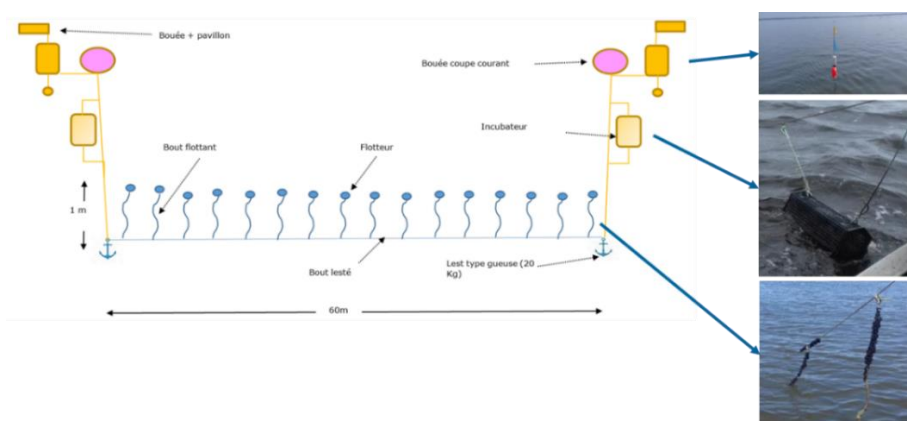 Bouée + pavillon
Bouée coupe courant
Incubateur
Bout flottant
Flotteur
1 m
Bout lesté
Lest type gueuse (20
Kg)
60m